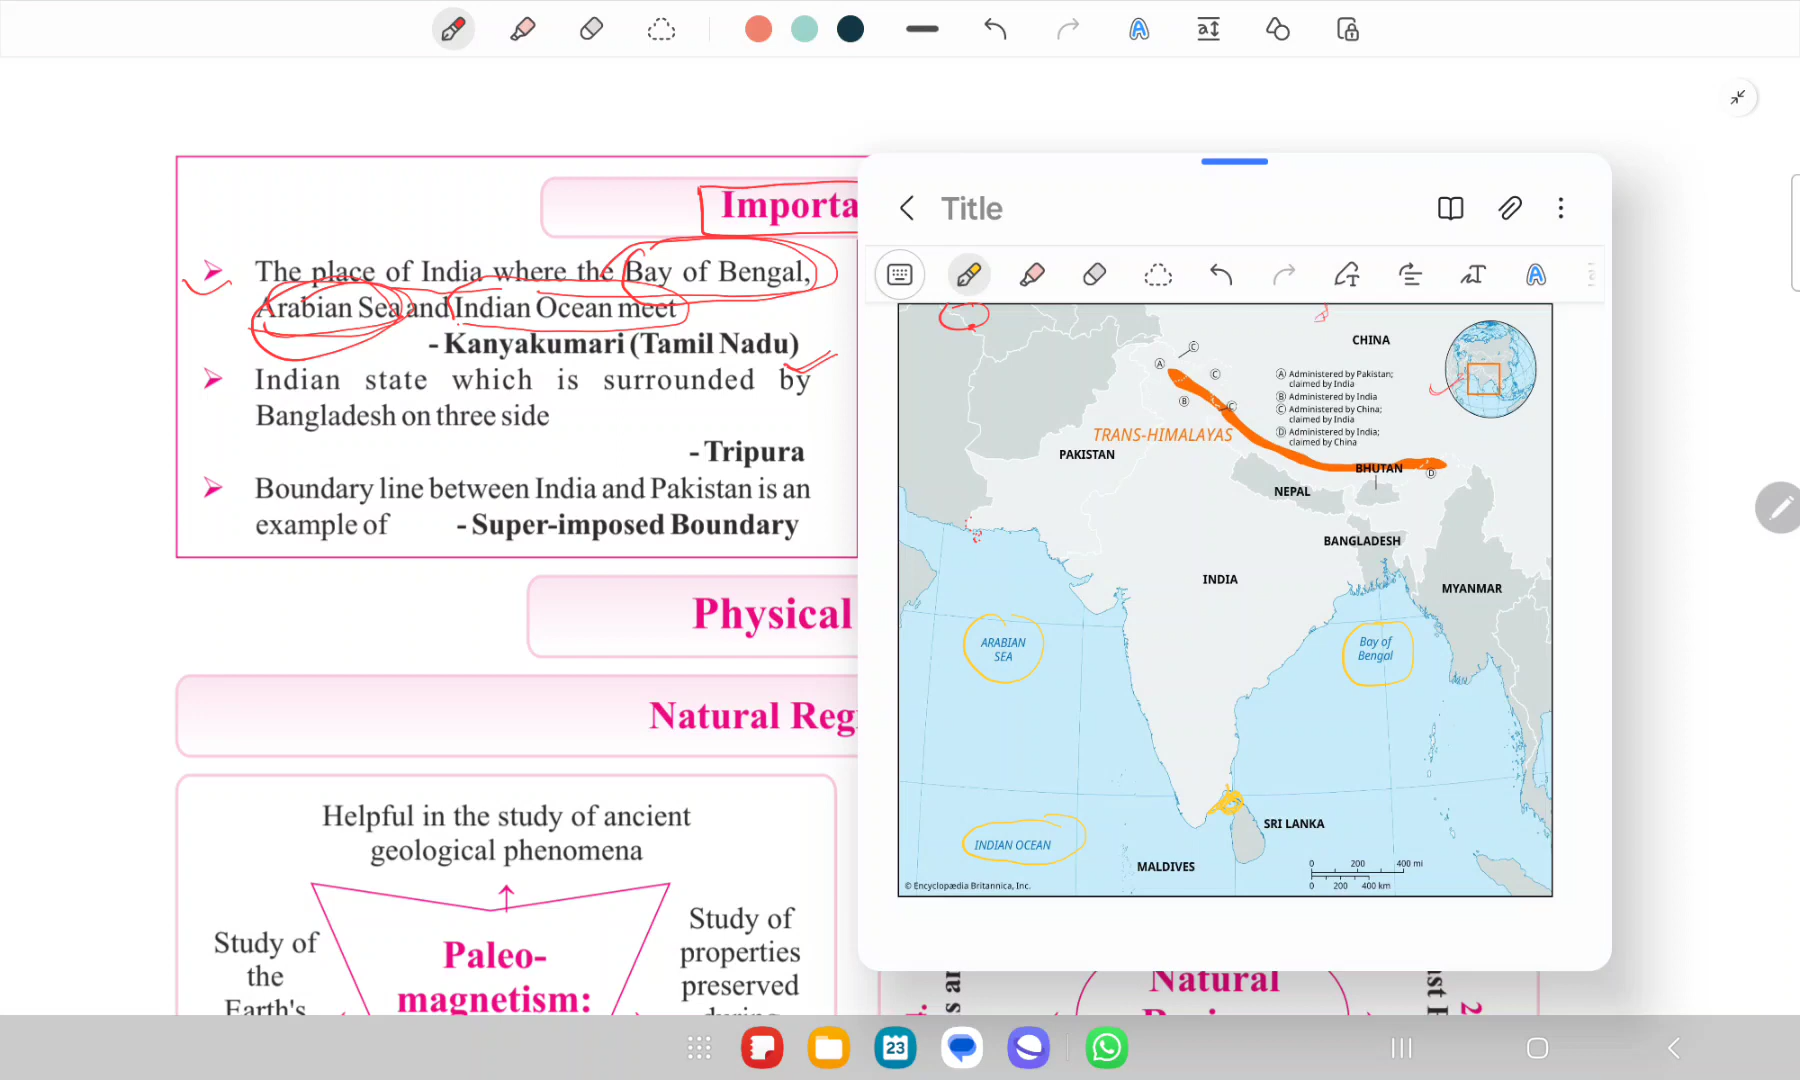 Importa
The place of India where the Bay of Bengal,
Arabian Sea and Indian Ocean meet
- Kanyakumari (Tamil Nadu)
Indian state which is surrounded by
Bangladesh on three side
- Tripura
Boundary line between India and Pakistan is an
example of - Super-imposed Boundary
Physical
Natural Reg
Helpful in the study of ancient
geological phenomena
Study of
the
Earth's
Paleo-
magnetism:
Study of
properties
preserved
Title
CHINA
A Administered by Pakistan;
claimed by India
B Administered by India
C Administered by China;
claimed by India
D Administered by India;
claimed by China
A
C
C
B
C
D
TRANS-HIMALAYAS
PAKISTAN
BHUTAN
NEPAL
BANGLADESH
INDIA
MYANMAR
ARABIAN
SEA
Bay of
Bengal
INDIAN OCEAN
SRI LANKA
MALDIVES
0 200 400 mi
0 200 400 km
© Encyclopædia Britannica, Inc.
Natural
23